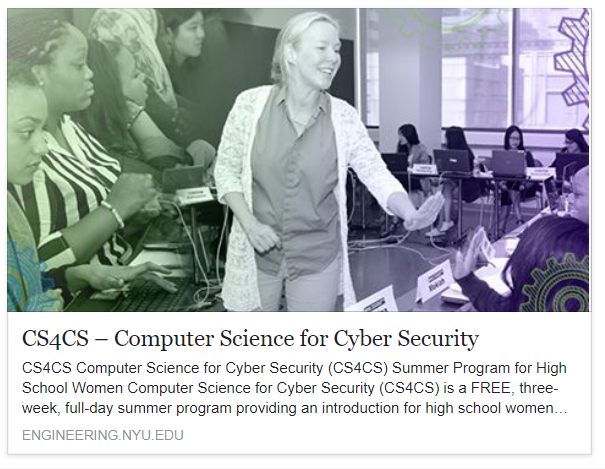 Rokiah
CS4CS – Computer Science for Cyber Security
CS4CS Computer Science for Cyber Security (CS4CS) Summer Program for High
School Women Computer Science for Cyber Security (CS4CS) is a FREE, three-
week, full-day summer program providing an introduction for high school women...
ENGINEERING.NYU.EDU